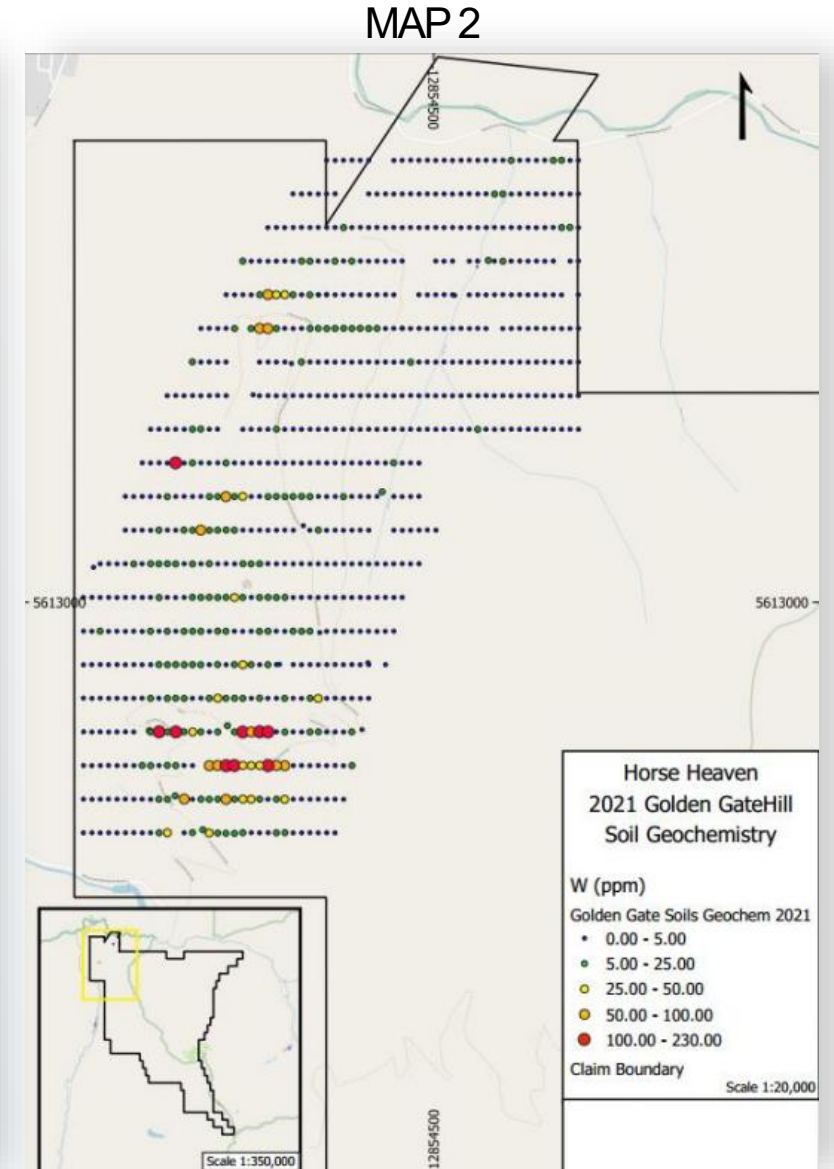 MAP 2
12854500
5613000
5613000
Horse Heaven
2021 Golden GateHill
Soil Geochemistry
W (ppm)
Golden Gate Soils Geochem 2021
0.00 - 5.00
5.00 - 25.00
25.00 - 50.00
50.00 - 100.00
100.00 - 230.00
Claim Boundary
Scale 1:20,000
Scale 1:350,000
12854500